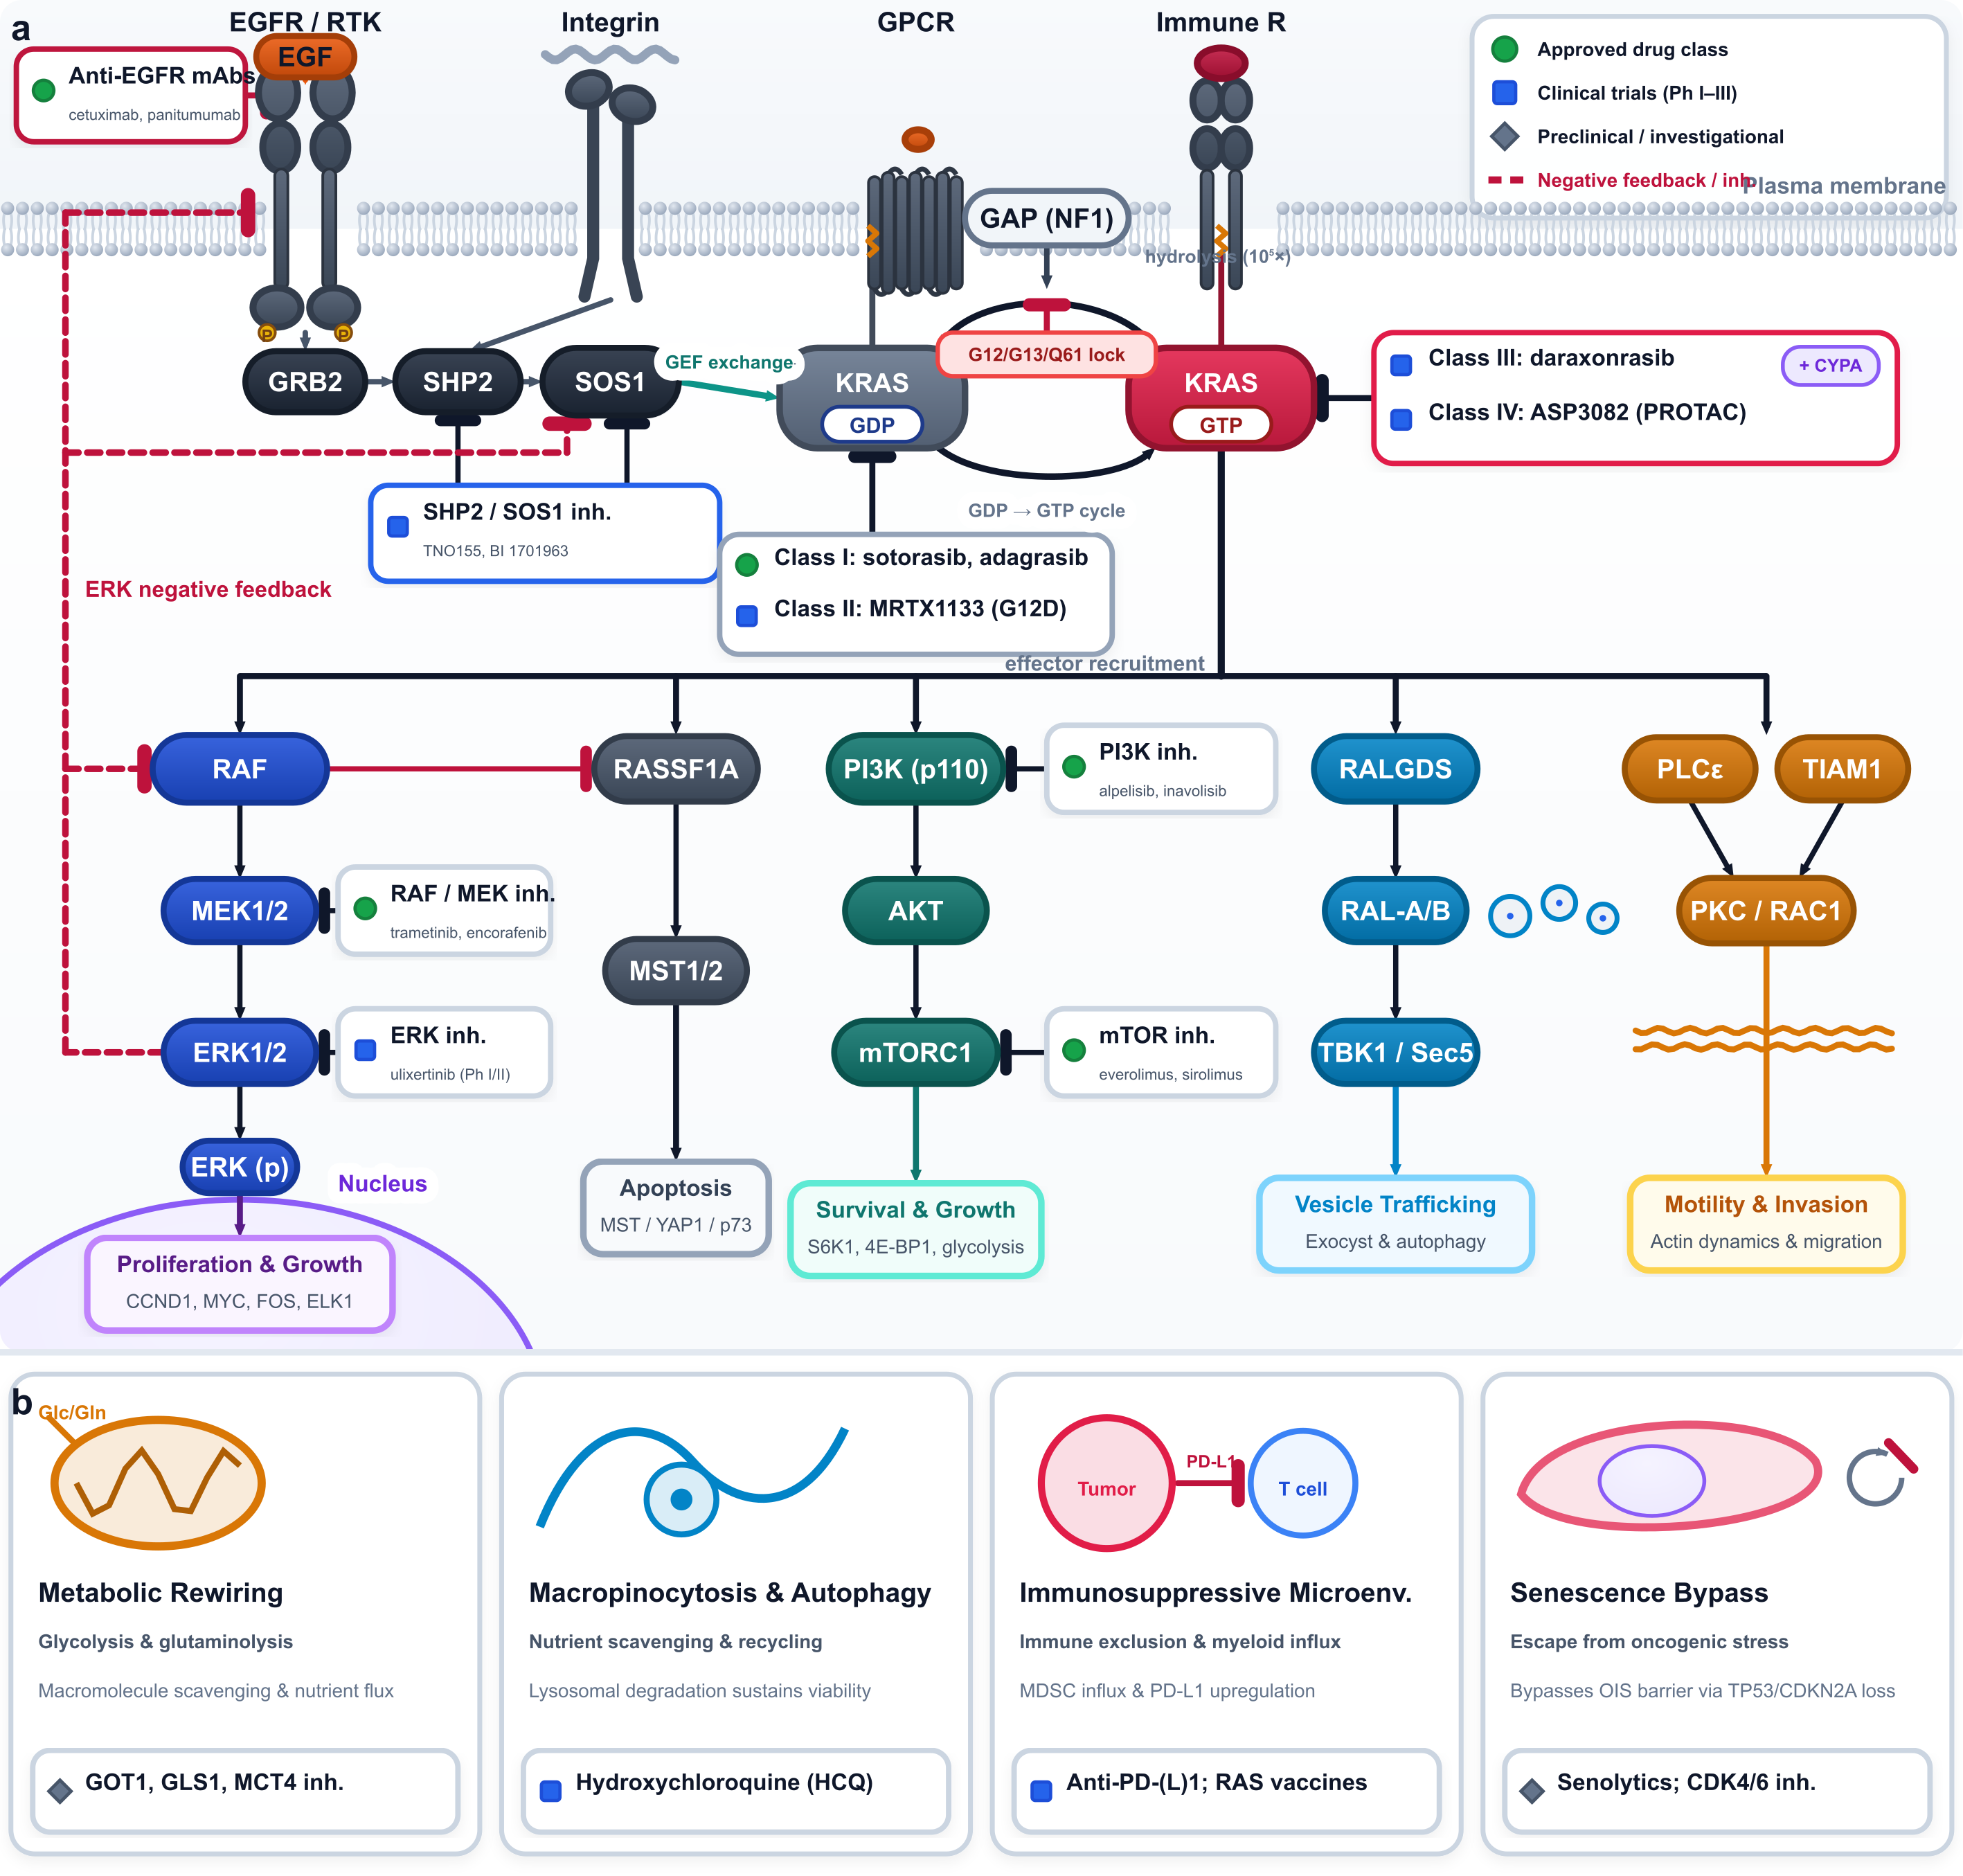 a
EGFR / RTK
Integrin
GPCR
Immune R
EGF
Anti-EGFR mAbs
cetuximab, panitumumab
Approved drug class
Clinical trials (Ph I–III)
Preclinical / investigational
Negative feedback / inh.
Plasma membrane
GAP (NF1)
hydrolysis (10⁵×)
P
P
GRB2
SHP2
SOS1
GEF exchange
KRAS
GDP
G12/G13/Q61 lock
KRAS
GTP
Class III: daraxonrasib
+ CYPA
Class IV: ASP3082 (PROTAC)
SHP2 / SOS1 inh.
TNO155, BI 1701963
GDP → GTP cycle
Class I: sotorasib, adagrasib
Class II: MRTX1133 (G12D)
ERK negative feedback
effector recruitment
RAF
RASSF1A
PI3K (p110)
PI3K inh.
alpelisib, inavolisib
RALGDS
PLCε
TIAM1
MEK1/2
RAF / MEK inh.
trametinib, encorafenib
MST1/2
AKT
RAL-A/B
PKC / RAC1
ERK1/2
ERK inh.
ulixertinib (Ph I/II)
mTORC1
mTOR inh.
everolimus, sirolimus
TBK1 / Sec5
ERK (p)
Nucleus
Proliferation & Growth
CCND1, MYC, FOS, ELK1
Apoptosis
MST / YAP1 / p73
Survival & Growth
S6K1, 4E-BP1, glycolysis
Vesicle Trafficking
Exocyst & autophagy
Motility & Invasion
Actin dynamics & migration
b
Glc/Gln
Metabolic Rewiring
Glycolysis & glutaminolysis
Macromolecule scavenging & nutrient flux
GOT1, GLS1, MCT4 inh.
Macropinocytosis & Autophagy
Nutrient scavenging & recycling
Lysosomal degradation sustains viability
Hydroxychloroquine (HCQ)
Tumor
PD-L1
T cell
Immunosuppressive Microenv.
Immune exclusion & myeloid influx
MDSC influx & PD-L1 upregulation
Anti-PD-(L)1; RAS vaccines
Senescence Bypass
Escape from oncogenic stress
Bypasses OIS barrier via TP53/CDKN2A loss
Senolytics; CDK4/6 inh.